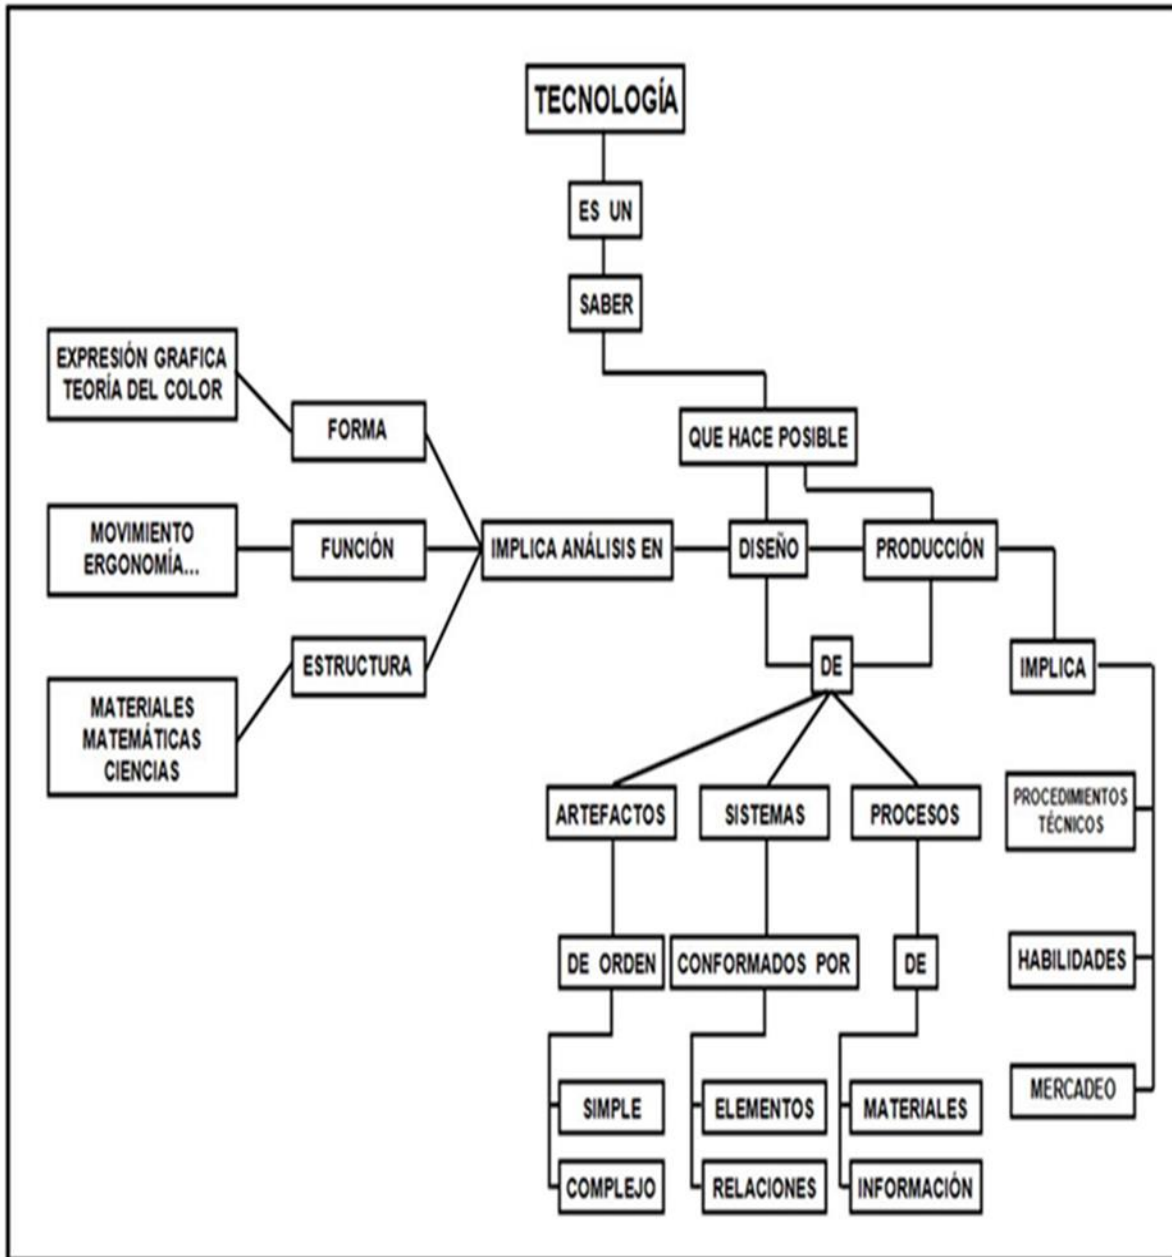 TECNOLOGÍA
ES UN
SABER
EXPRESIÓN GRAFICA
TEORÍA DEL COLOR
FORMA
QUE HACE POSIBLE
MOVIMIENTO
ERGONOMÍA...
FUNCIÓN
IMPLICA ANÁLISIS EN
DISEÑO
PRODUCCIÓN
ESTRUCTURA
DE
IMPLICA
MATERIALES
MATEMÁTICAS
CIENCIAS
ARTEFACTOS
SISTEMAS
PROCESOS
PROCEDIMIENTOS
TÉCNICOS
DE ORDEN
CONFORMADOS POR
DE
HABILIDADES
SIMPLE
ELEMENTOS
MATERIALES
MERCADEO
COMPLEJO
RELACIONES
INFORMACIÓN